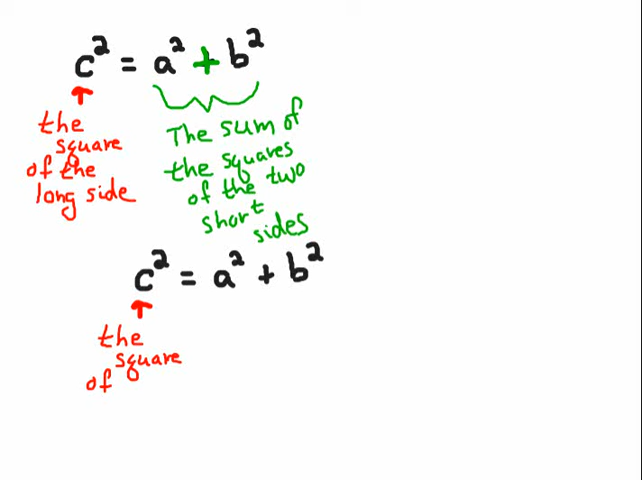 c² = a² + b²
the
square
of the
long side
The sum of
the squares
of the two
short
sides
c² = a² + b²
the
square
of